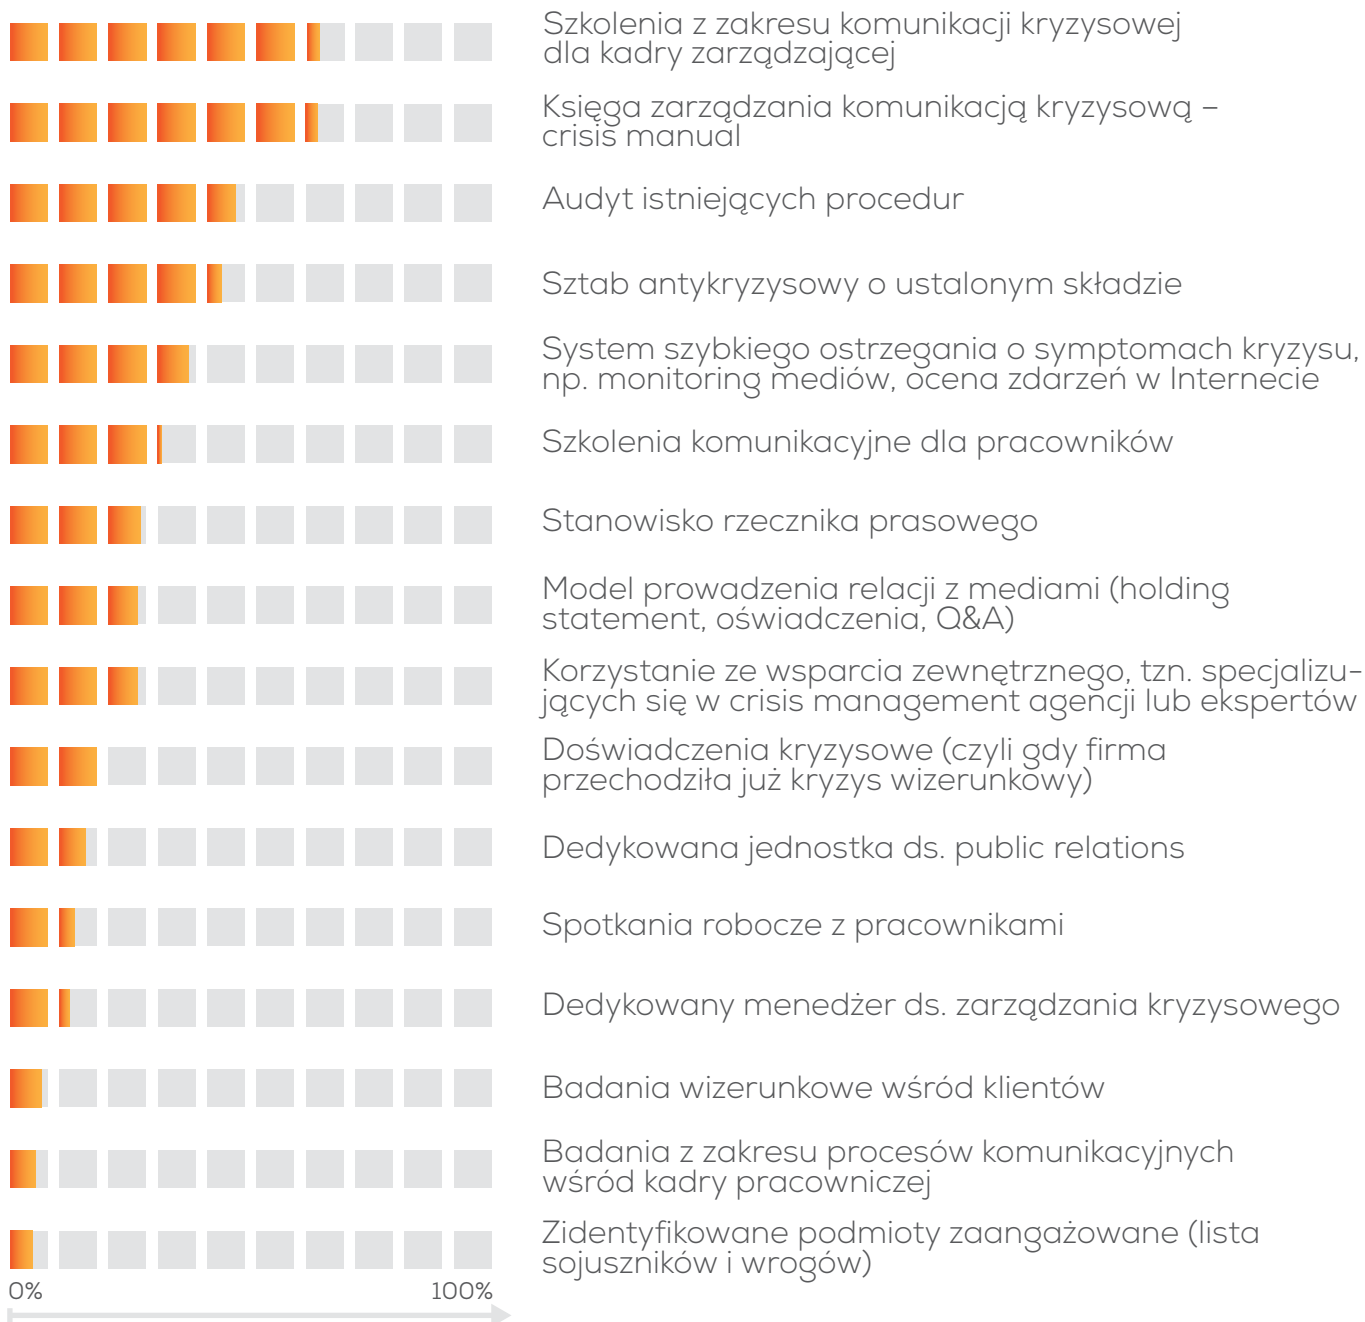 Szkolenia z zakresu komunikacji kryzysowej
dla kadry zarządzającej
Księga zarządzania komunikacją kryzysową –
crisis manual
Audyt istniejących procedur
Sztab antykryzysowy o ustalonym składzie
System szybkiego ostrzegania o symptomach kryzysu,
np. monitoring mediów, ocena zdarzeń w Internecie
Szkolenia komunikacyjne dla pracowników
Stanowisko rzecznika prasowego
Model prowadzenia relacji z mediami (holding
statement, oświadczenia, Q&A)
Korzystanie ze wsparcia zewnętrznego, tzn. specjalizu-
jących się w crisis management agencji lub ekspertów
Doświadczenia kryzysowe (czyli gdy firma
przechodziła już kryzys wizerunkowy)
Dedykowana jednostka ds. public relations
Spotkania robocze z pracownikami
Dedykowany menedżer ds. zarządzania kryzysowego
Badania wizerunkowe wśród klientów
Badania z zakresu procesów komunikacyjnych
wśród kadry pracowniczej
Zidentyfikowane podmioty zaangażowane (lista
sojuszników i wrogów)
0% 100%